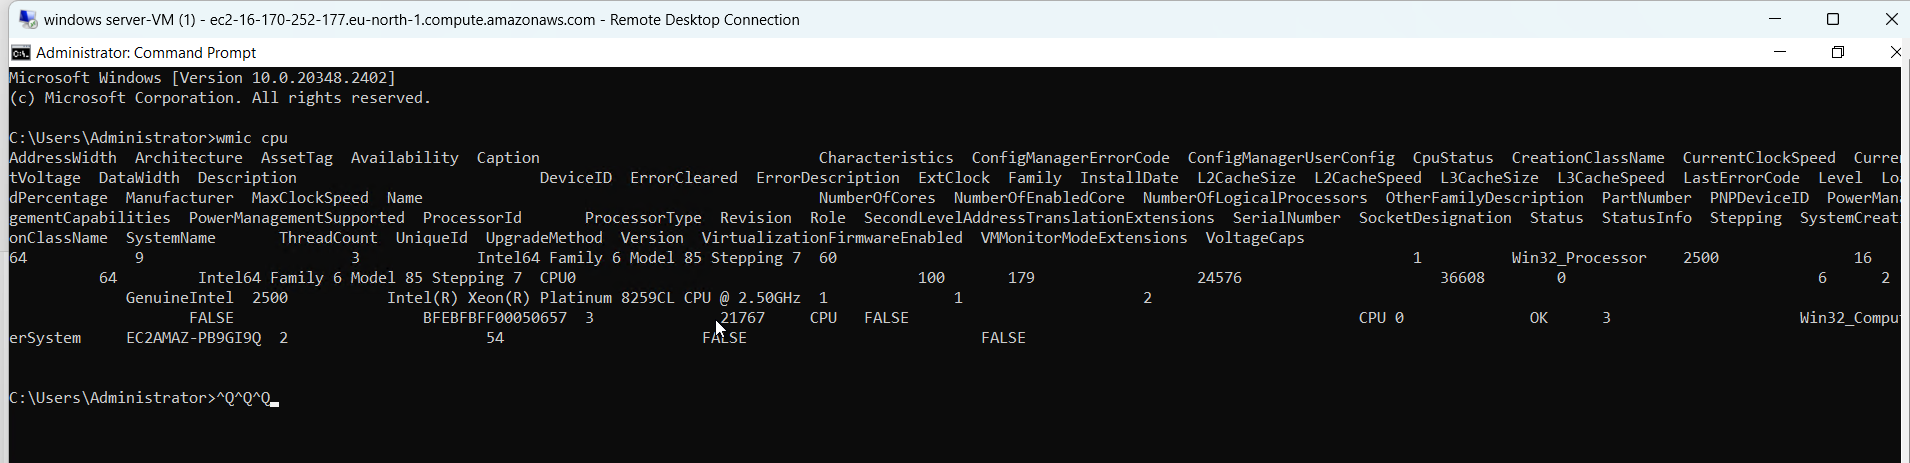 windows server-VM (1) - ec2-16-170-252-177.eu-north-1.compute.amazonaws.com - Remote Desktop Connection
Administrator: Command Prompt
Microsoft Windows [Version 10.0.20348.2402]
(c) Microsoft Corporation. All rights reserved.
C:\Users\Administrator>wmic cpu
AddressWidth  Architecture  AssetTag  Availability  Caption                               Characteristics  ConfigManagerErrorCode  ConfigManagerUserConfig  CpuStatus  CreationClassName  CurrentClockSpeed  Curren
tVoltage  DataWidth  Description                           DeviceID  ErrorCleared  ErrorDescription  ExtClock  Family  InstallDate  L2CacheSize  L2CacheSpeed  L3CacheSize  L3CacheSpeed  LastErrorCode  Level  Loa
dPercentage  Manufacturer  MaxClockSpeed  Name                                            NumberOfCores  NumberOfEnabledCore  NumberOfLogicalProcessors  OtherFamilyDescription  PartNumber  PNPDeviceID  PowerMana
gementCapabilities  PowerManagementSupported  ProcessorId       ProcessorType  Revision  Role  SecondLevelAddressTranslationExtensions  SerialNumber  SocketDesignation  Status  StatusInfo  Stepping  SystemCreati
onClassName  SystemName       ThreadCount  UniqueId  UpgradeMethod  Version  VirtualizationFirmwareEnabled  VMMonitorModeExtensions  VoltageCaps
64            9                       3             Intel64 Family 6 Model 85 Stepping 7  60                                                                1          Win32_Processor    2500               16
          64         Intel64 Family 6 Model 85 Stepping 7  CPU0                                      100       179                  24576                      36608        0                            6      2
             GenuineIntel  2500           Intel(R) Xeon(R) Platinum 8259CL CPU @ 2.50GHz  1              1                    2
                    FALSE                     BFEBFBFF00050657  3              21767     CPU   FALSE                                                  CPU 0              OK      3                     Win32_Comput
erSystem     EC2AMAZ-PB9GI9Q  2                      54                      FALSE                          FALSE
C:\Users\Administrator>^Q^Q^Q